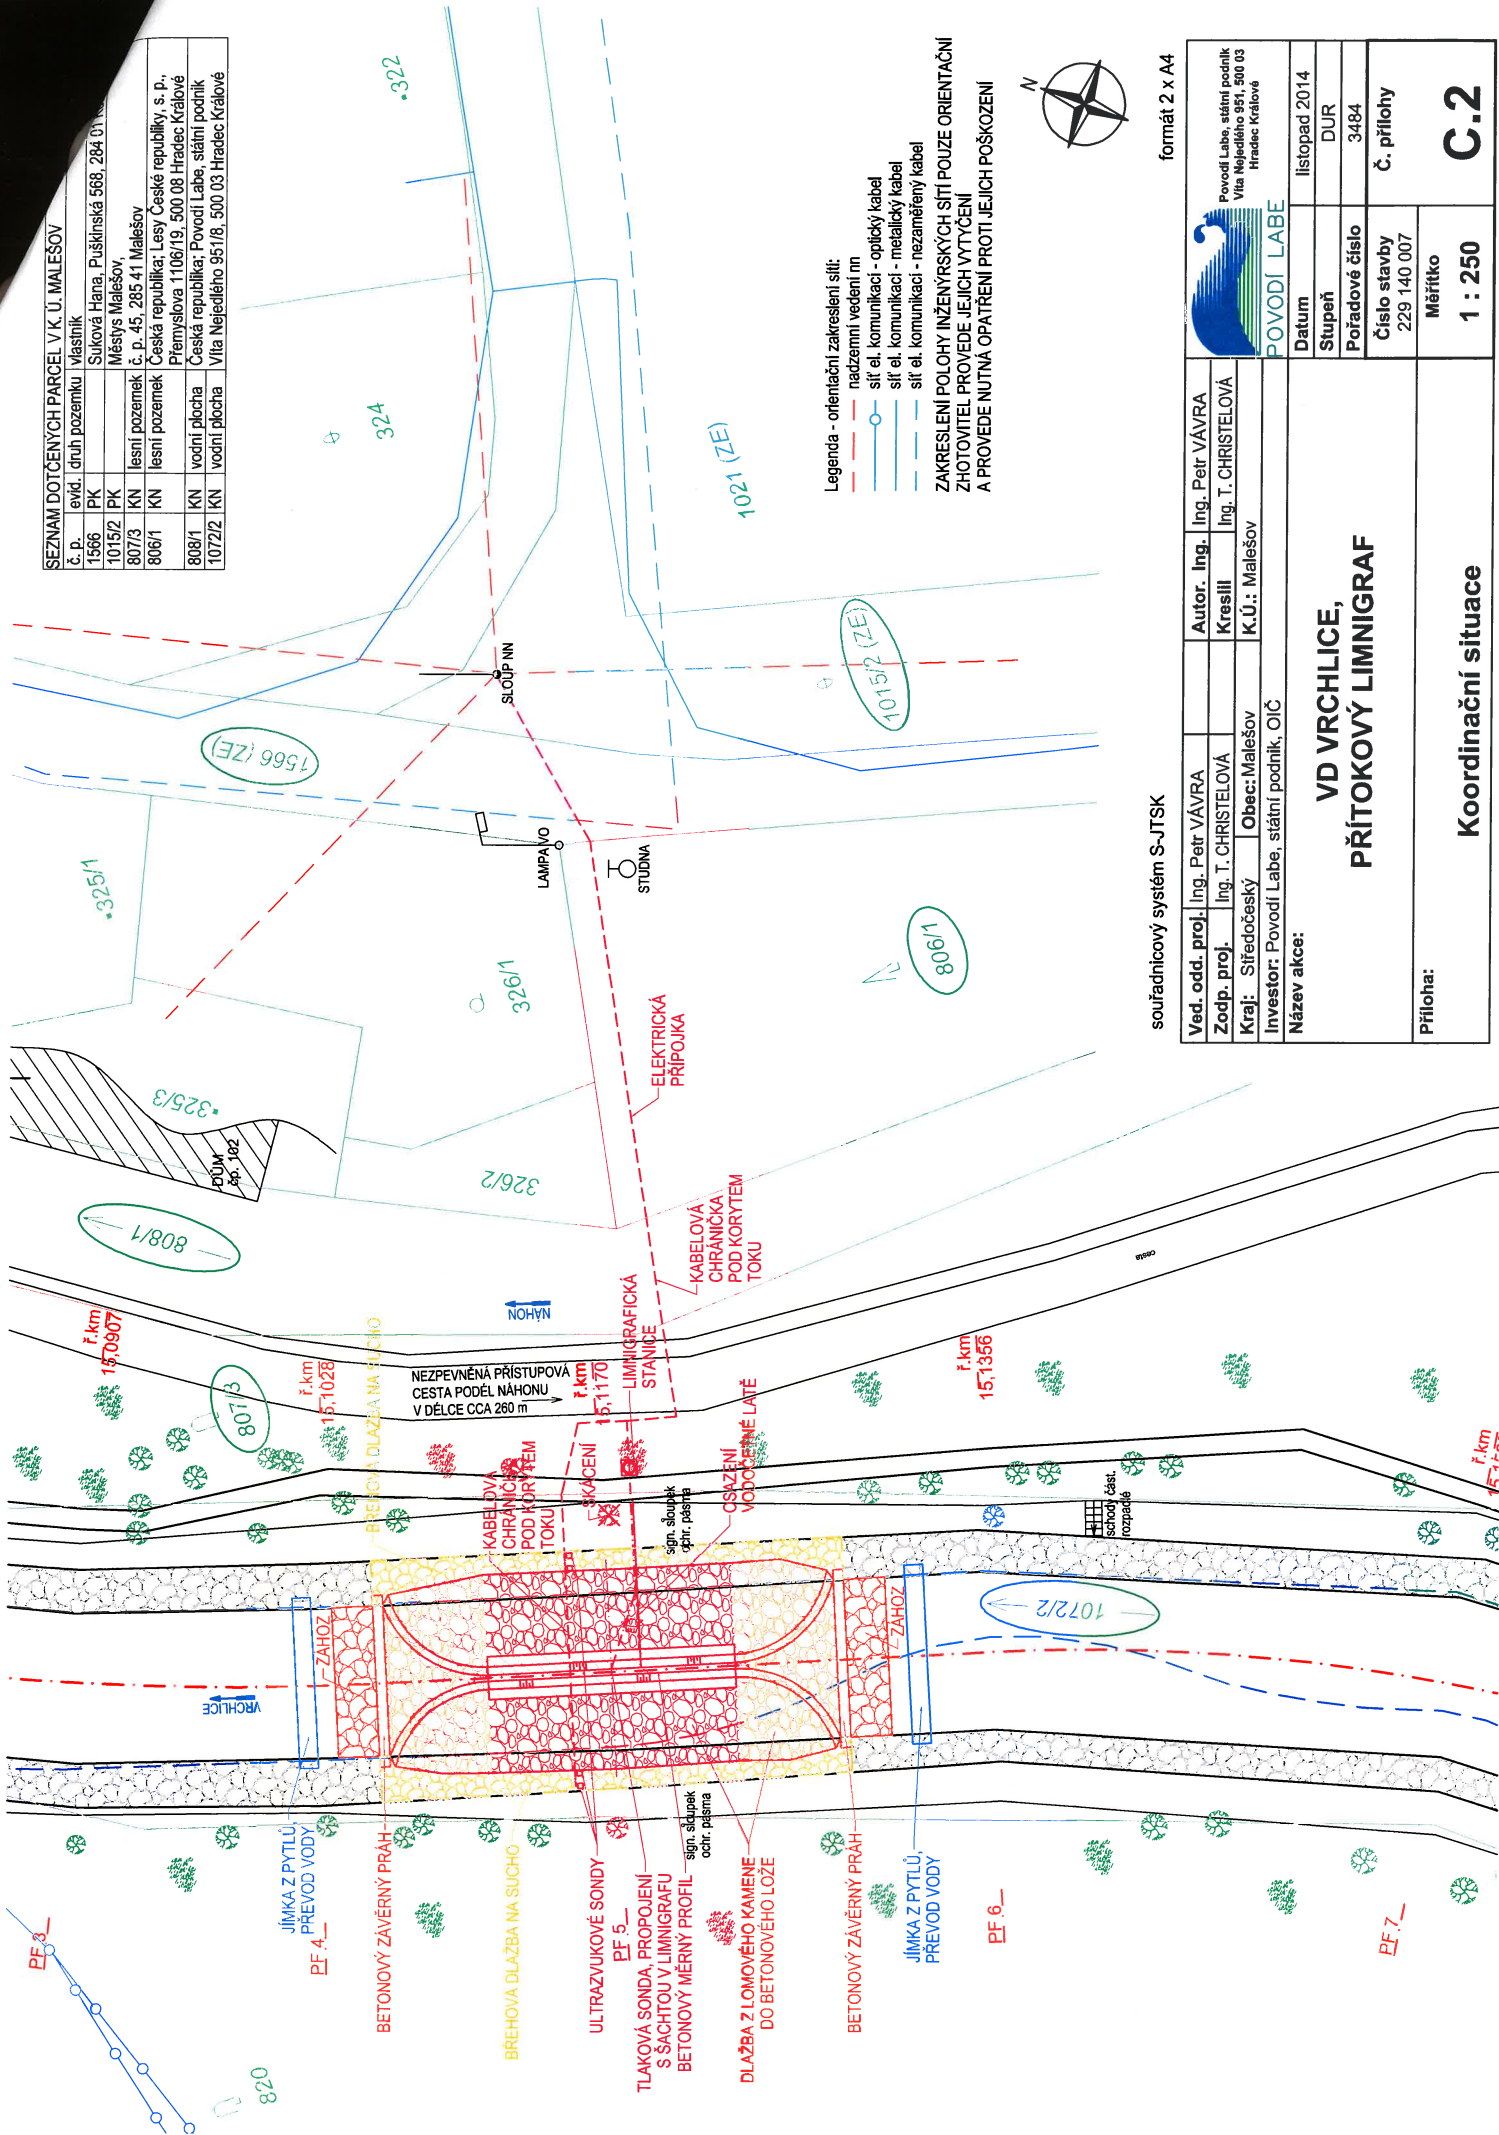 SEZNAM DOTČENÝCH PARCEL V K. Ú. MALEŠOV
č. p. evid. druh pozemku vlastník
1566 PK Suková Hana, Puškinská 568, 284 01
1015/2 PK Městys Malešov,
807/3 KN lesní pozemek č. p. 45, 285 41 Malešov
806/1 KN lesní pozemek Česká republika; Lesy České republiky, s. p.,
Přemyslova 1106/19, 500 08 Hradec Králové
808/1 KN vodní plocha Česká republika; Povodí Labe, státní podnik
1072/2 KN vodní plocha Víta Nejedlého 951/8, 500 03 Hradec Králové
.322
324
1021 (ZE)
1566 (ZE)
1015/2 (ZE)
SLOUP NN
LAMPA VO
STUDNA
.325/1
326/1
806/1
.325/3
326/2
DŮM
čp. 102
808/1
ELEKTRICKÁ
PŘÍPOJKA
KABELOVÁ
CHRÁNIČKA
POD KORYTEM
TOKU
cesta
NÁHON
LIMNIGRAFICKÁ
STANICE
ř.km
15,0907
ř.km
15,1028
ř.km
15,1170
ř.km
15,1356
ř.km
807/3
NEZPEVNĚNÁ PŘÍSTUPOVÁ
CESTA PODÉL NÁHONU
V DÉLCE CCA 260 m
BŘEHOVÁ DLAŽBA NA SUCHO
KABELOVÁ
CHRÁNIČKA
POD KORYTEM
TOKU
SKÁCENÍ
sign. sloupek
ochr. pásma
OSAZENÍ
VODOČETNÉ LATĚ
schody část.
rozpadlé
ZÁHOZ
ZÁHOZ
VRCHLICE
1072/2
PF 3
JÍMKA Z PYTLŮ,
PŘEVOD VODY
PF 4
BETONOVÝ ZÁVĚRNÝ PRÁH
BŘEHOVÁ DLAŽBA NA SUCHO
ULTRAZVUKOVÉ SONDY
PF 5
TLAKOVÁ SONDA, PROPOJENÍ
S ŠACHTOU V LIMNIGRAFU
BETONOVÝ MĚRNÝ PROFIL
sign. sloupek
ochr. pásma
DLAŽBA Z LOMOVÉHO KAMENE
DO BETONOVÉHO LOŽE
BETONOVÝ ZÁVĚRNÝ PRÁH
JÍMKA Z PYTLŮ,
PŘEVOD VODY
PF 6
PF 7
820
Legenda - orientační zakreslení sítí:
nadzemní vedení nn
síť el. komunikací - optický kabel
síť el. komunikací - metalický kabel
síť el. komunikací - nezaměřený kabel
ZAKRESLENÍ POLOHY INŽENÝRSKÝCH SÍTÍ POUZE ORIENTAČNÍ
ZHOTOVITEL PROVEDE JEJICH VYTYČENÍ
A PROVEDE NUTNÁ OPATŘENÍ PROTI JEJICH POŠKOZENÍ
N
formát 2 x A4
souřadnicový systém S-JTSK
Ved. odd. proj. Ing. Petr VÁVRA Autor. Ing. Ing. Petr VÁVRA
Zodp. proj. Ing. T. CHRISTELOVÁ Kreslil Ing. T. CHRISTELOVÁ
Kraj: Středočeský Obec: Malešov K.Ú.: Malešov
Investor: Povodí Labe, státní podnik, OIČ
POVODÍ LABE
Povodí Labe, státní podnik
Víta Nejedlého 951, 500 03
Hradec Králové
Název akce:
VD VRCHLICE,
PŘÍTOKOVÝ LIMNIGRAF
Datum listopad 2014
Stupeň DUR
Pořadové číslo 3484
Číslo stavby
229 140 007
Č. přílohy
Příloha:
Koordinační situace
Měřítko
1 : 250
C.2